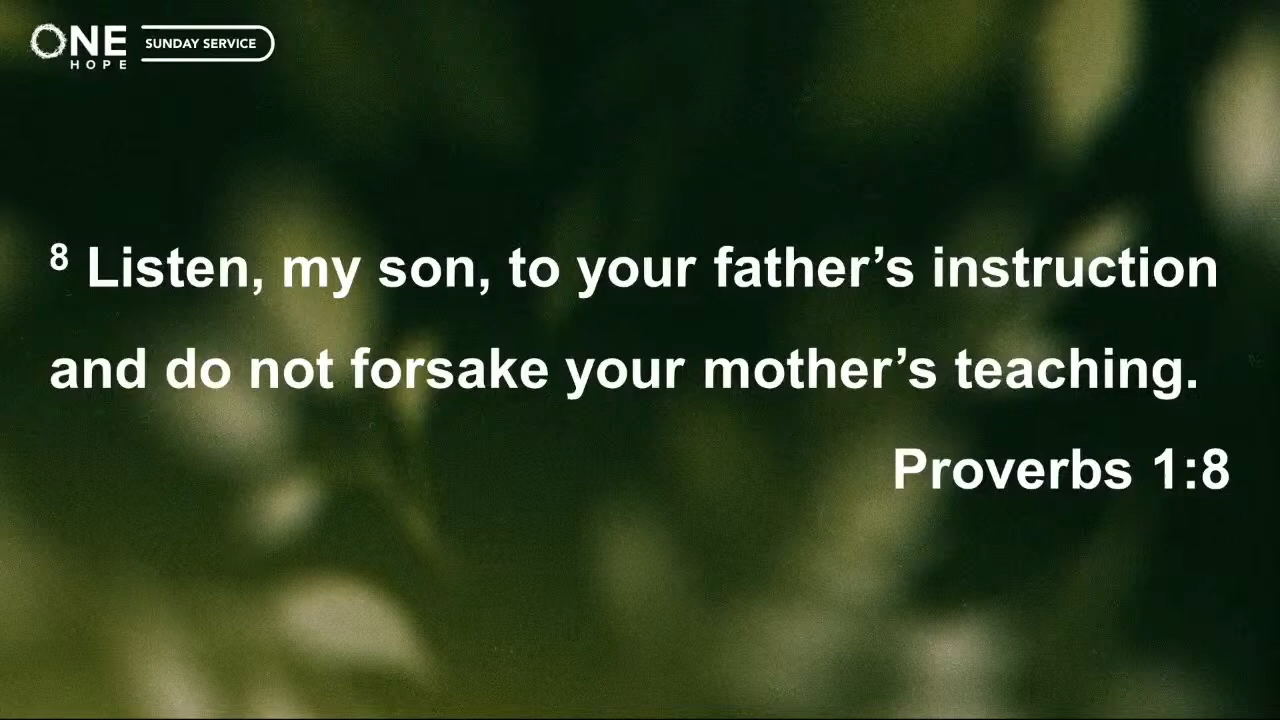 ONE
HOPE
SUNDAY SERVICE
8 Listen, my son, to your father’s instruction
and do not forsake your mother’s teaching.
Proverbs 1:8